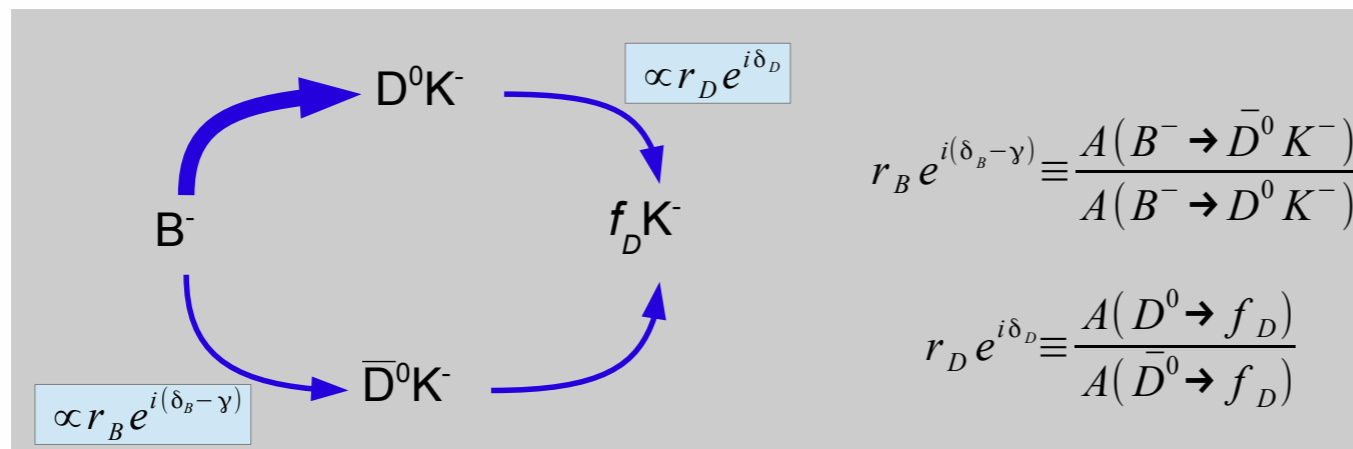 D⁰K⁻
∝ r_D e^{iδ_D}
B⁻
f_D K⁻
D̅⁰K⁻
∝ r_B e^{i(δ_B − γ)}
r_B e^{i(δ_B − γ)} ≡ A(B⁻ → D̅⁰ K⁻) / A(B⁻ → D⁰ K⁻)
r_D e^{iδ_D} ≡ A(D⁰ → f_D) / A(D̅⁰ → f_D)